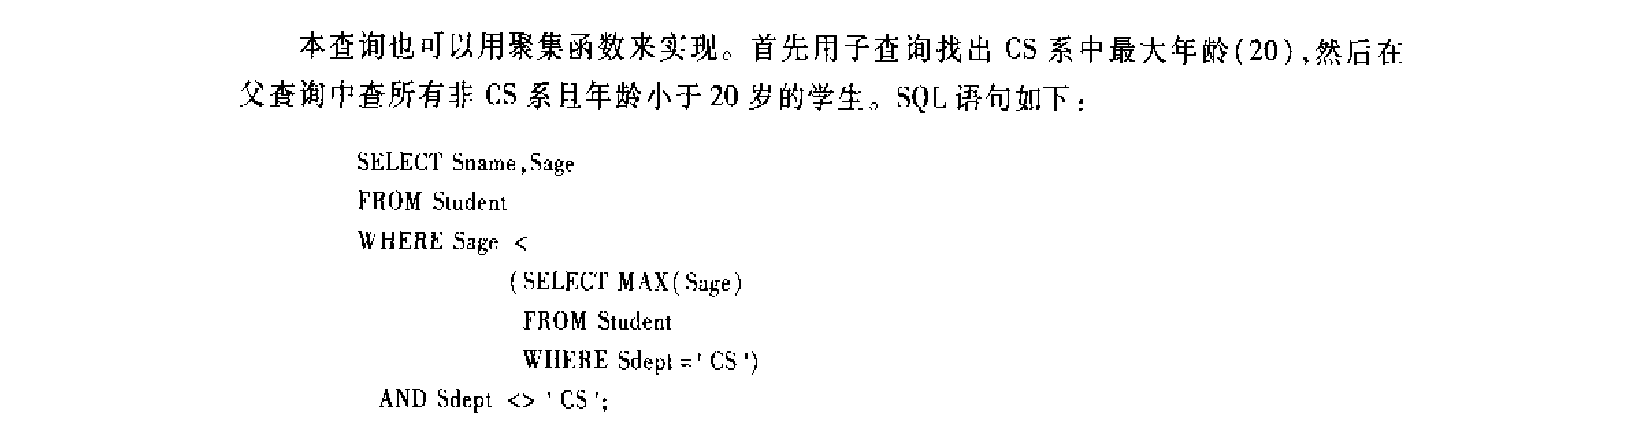 本查询也可以用聚集函数来实现。首先用子查询找出 CS 系中最大年龄(20),然后在
父查询中查所有非 CS 系且年龄小于 20 岁的学生。SQL 语句如下：
SELECT Sname,Sage
FROM Student
WHERE Sage <
(SELECT MAX(Sage)
FROM Student
WHERE Sdept =' CS ')
AND Sdept <> ' CS ';